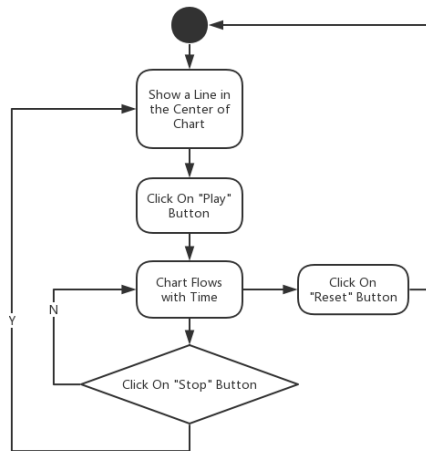 Show a Line in
the Center of
Chart
Click On "Play"
Button
Chart Flows
with Time
Click On
"Reset" Button
N
Y
Click On "Stop" Button